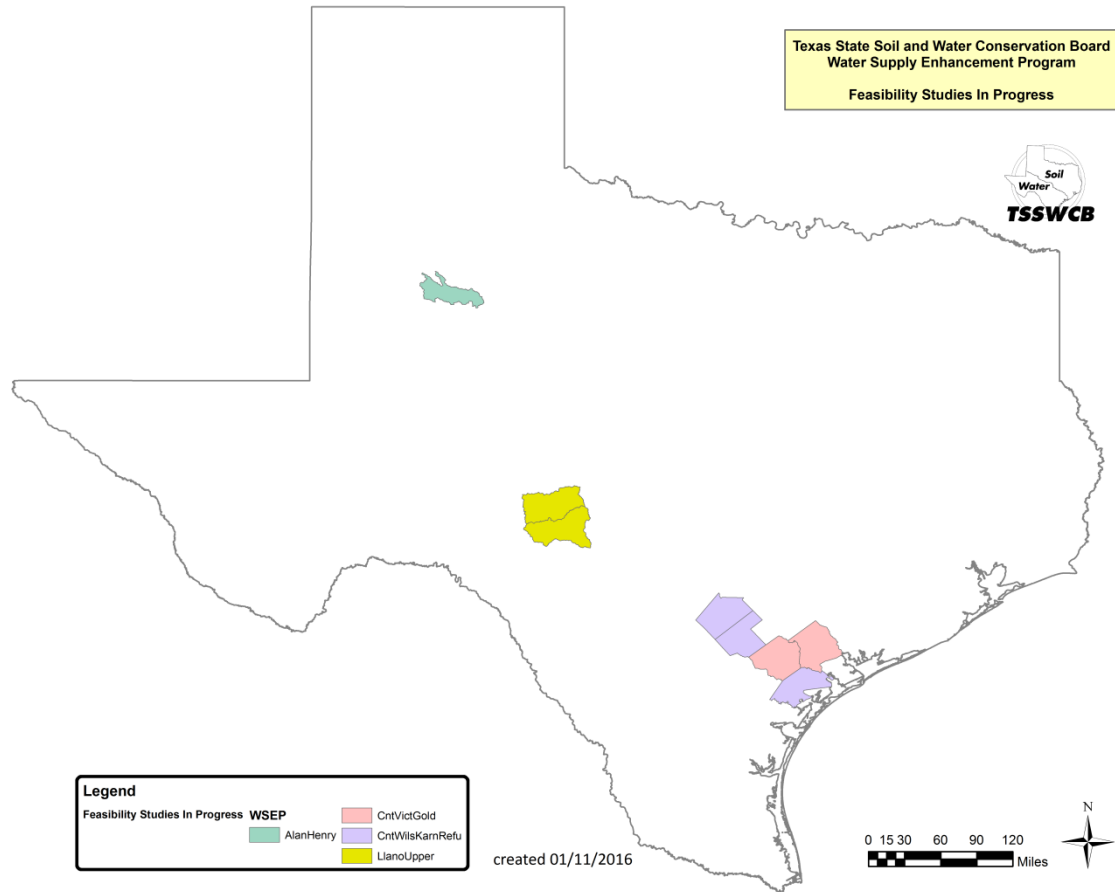 Texas State Soil and Water Conservation Board
Water Supply Enhancement Program
Feasibility Studies In Progress
Soil
Water
TSSWCB
Legend
Feasibility Studies In Progress WSEP
AlanHenry
CntVictGold
CntWilsKarnRefu
LlanoUpper
created 01/11/2016
0 15 30 60 90 120
Miles
N